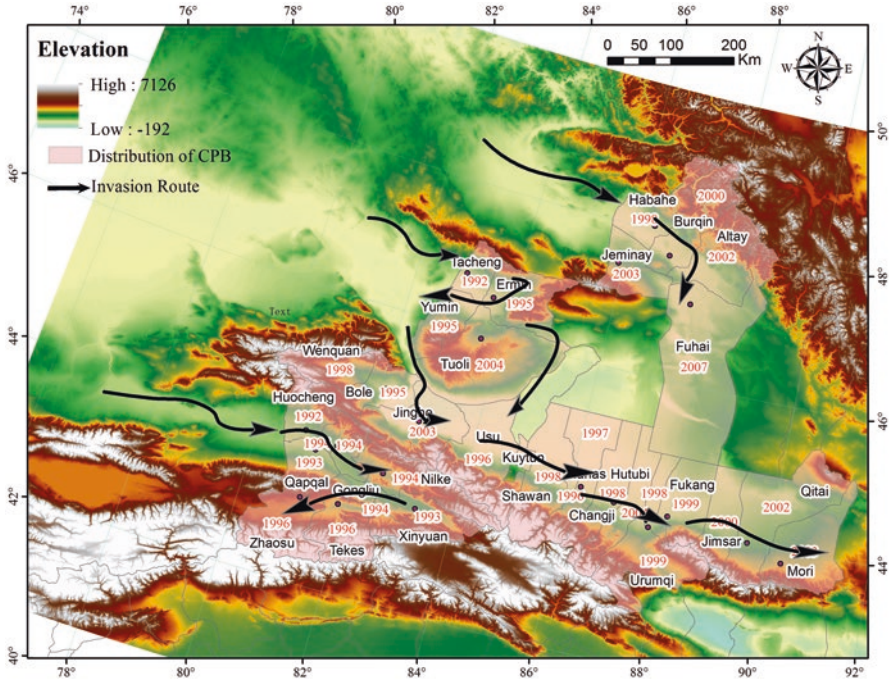 78° 80° 82° 84° 86° 88°
Elevation
High : 7126
Low : -192
Distribution of CPB
Invasion Route
0 50 100 200
Km
N
W E
S
50°
46°
Habahe
2000
Burqin
Altay
2002
Jeminay
2003
48°
Tacheng
1992
Emin
1995
Yumin
1995
Text
44°
Tuoli 2004
Fuhai
2007
Wenquan
1998
Huocheng
1992
Bole 1995
Jinghe
2003
46°
Usu
1996
1997
Kuytun
1998
1994
1993
1994
Nilke
Qapqal
42°
Gongliu
1994
1993
Xinyuan
1996
Zhaosu
1996
Tekes
Shawan
1996
Hutubi
1998
1998
Fukang
1999
Changji
2002
Qitai
Jimsar
Mori
44°
1999
Urumqi
40°
78° 80° 82° 84° 86° 88° 90° 92°